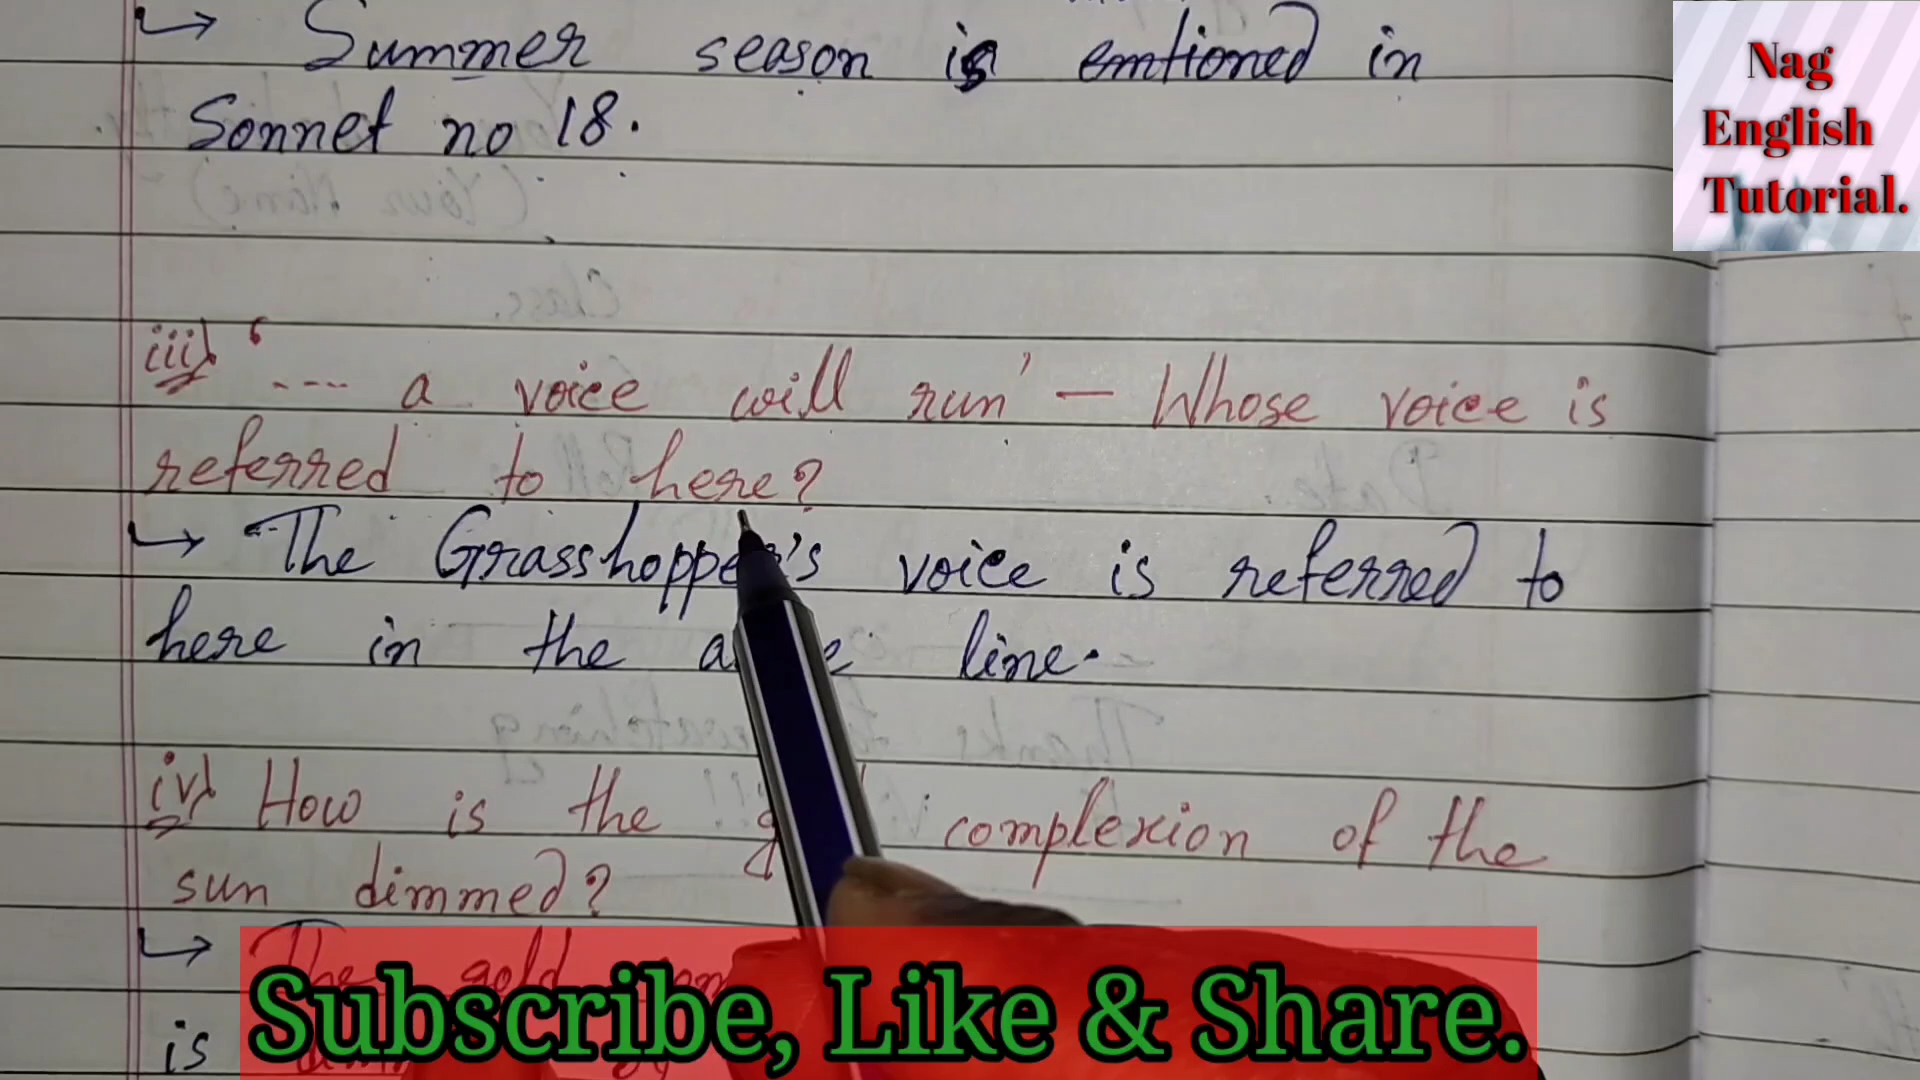 Summer season is emtioned in
Sonnet no 18.
iii) '---- a voice will run' — Whose voice is
referred to here?
The Grasshopper's voice is referred to
here in the line.
iv) How is the complexion of the
sun dimmed?
The gold
is
Nag
English
Tutorial.
Subscribe, Like & Share.